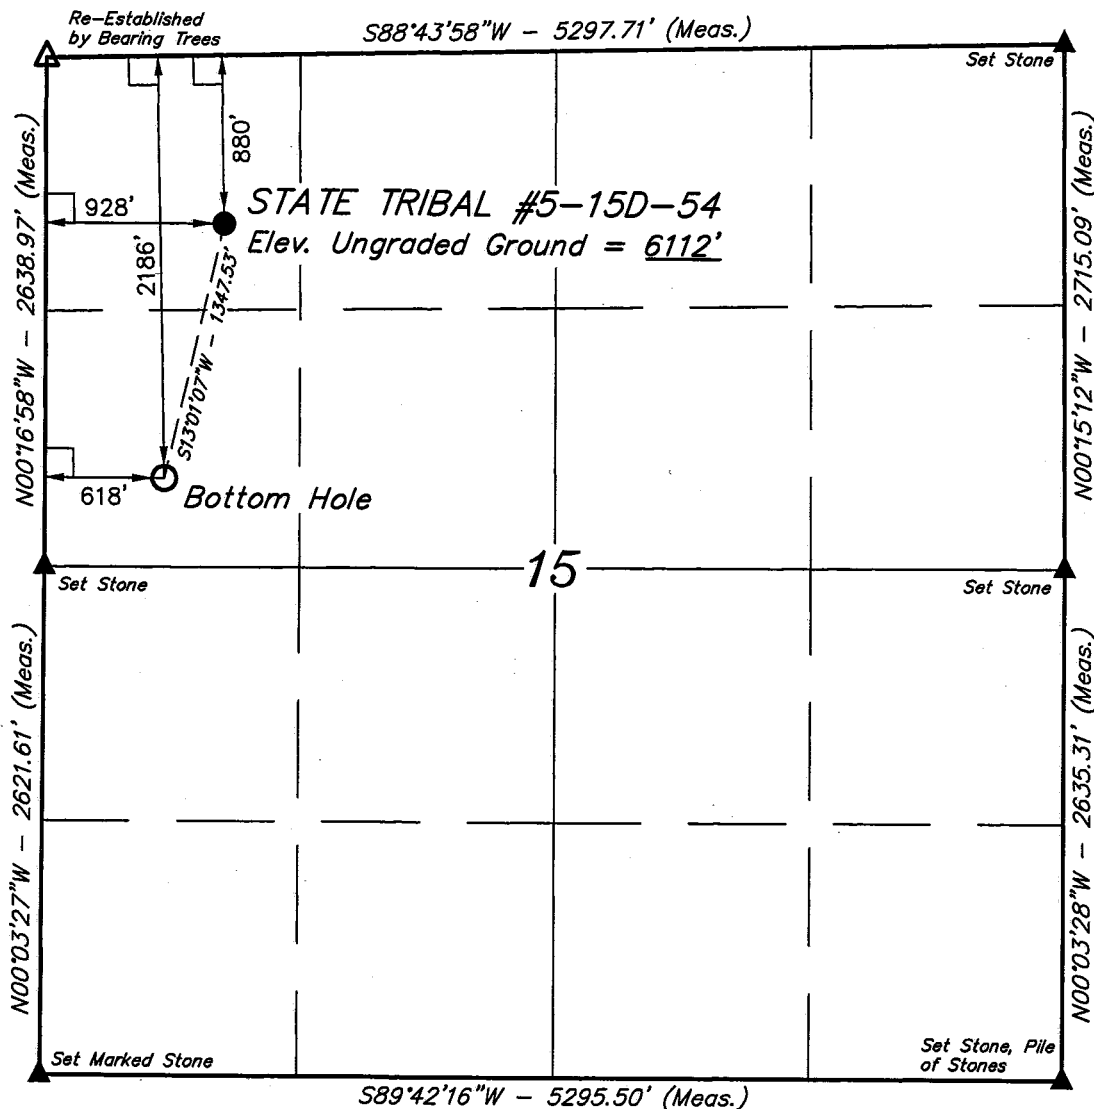 Re-Established
by Bearing Trees
S88°43'58"W - 5297.71' (Meas.)
Set Stone
N00°16'58"W - 2638.97' (Meas.)
N00°15'12"W - 2715.09' (Meas.)
880'
928'
2186'
STATE TRIBAL #5-15D-54
Elev. Ungraded Ground = 6112'
S13°01'07"W - 1347.53'
618'
Bottom Hole
15
Set Stone
Set Stone
N00°03'27"W - 2621.61' (Meas.)
N00°03'28"W - 2635.31' (Meas.)
Set Marked Stone
Set Stone, Pile
of Stones
S89°42'16"W - 5295.50' (Meas.)